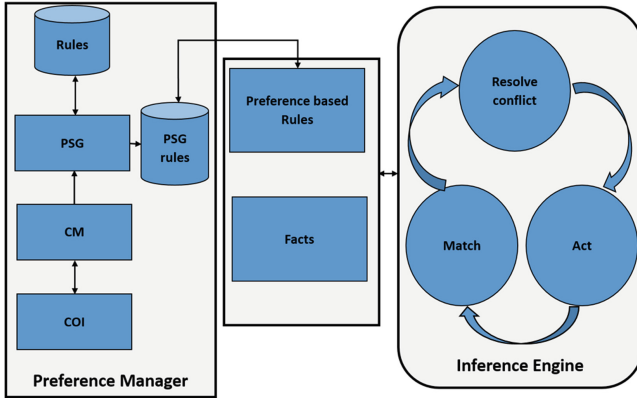 Rules
PSG
PSG
rules
CM
COI
Preference Manager
Preference based
Rules
Facts
Resolve
conflict
Match
Act
Inference Engine